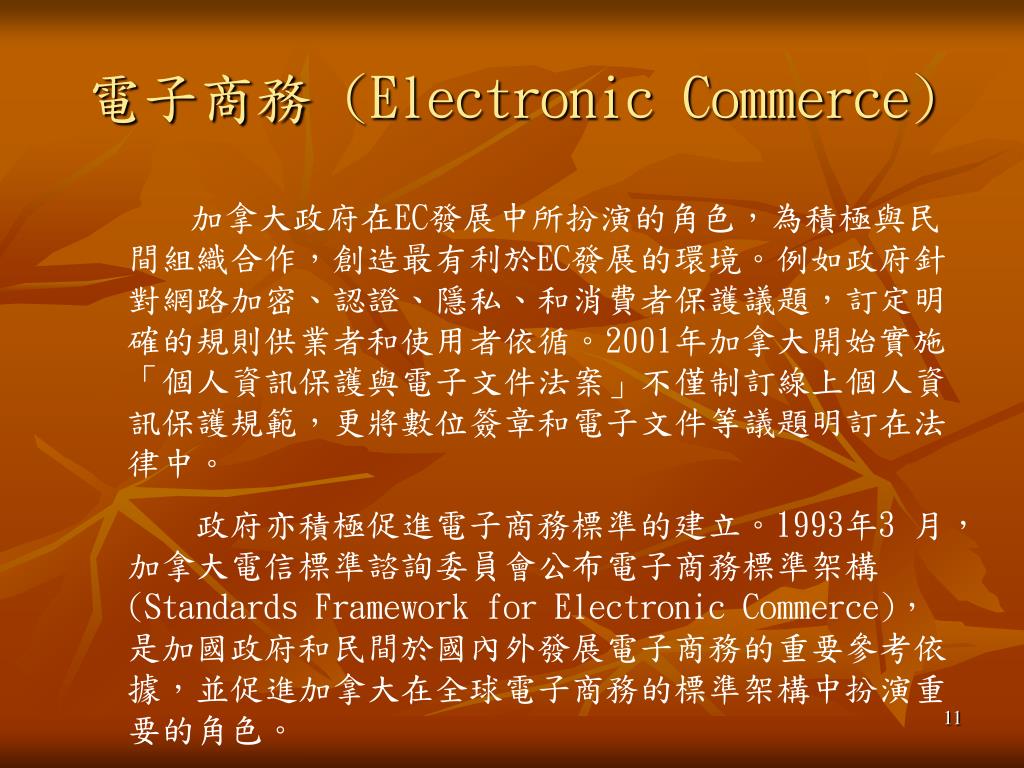 電子商務 (Electronic Commerce)
加拿大政府在EC發展中所扮演的角色，為積極與民
間組織合作，創造最有利於EC發展的環境。例如政府針
對網路加密、認證、隱私、和消費者保護議題，訂定明
確的規則供業者和使用者依循。2001年加拿大開始實施
「個人資訊保護與電子文件法案」不僅制訂線上個人資
訊保護規範，更將數位簽章和電子文件等議題明訂在法
律中。
政府亦積極促進電子商務標準的建立。1993年3 月，
加拿大電信標準諮詢委員會公布電子商務標準架構
(Standards Framework for Electronic Commerce)，
是加國政府和民間於國內外發展電子商務的重要參考依
據，並促進加拿大在全球電子商務的標準架構中扮演重
要的角色。
11